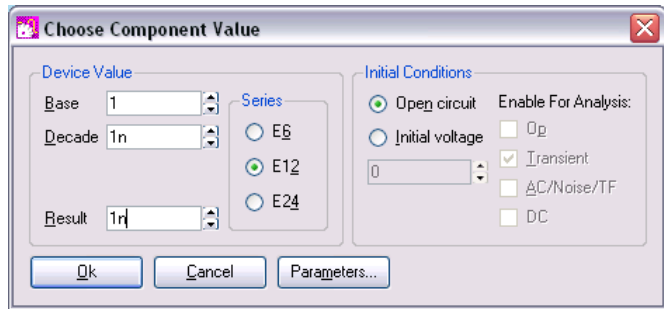 Choose Component Value
Device Value
Base 1
Decade 1n
Result 1n
Series
E6
E12
E24
Initial Conditions
Open circuit
Initial voltage
0
Enable For Analysis:
Op
Transient
AC/Noise/TF
DC
Ok Cancel Parameters...